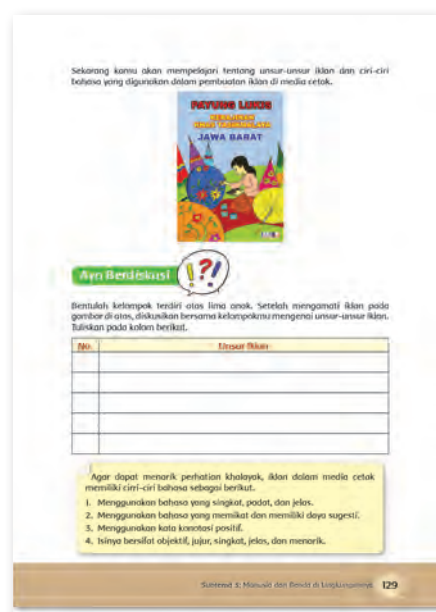 Sekarang kamu akan mempelajari tentang unsur-unsur iklan dan ciri-ciri
bahasa yang digunakan dalam pembuatan iklan di media cetak.
PAYUNG LUKIS
KERAJINAN
KHAS TASIKMALAYA
JAWA BARAT
Ayo Berdiskusi
Bentuklah kelompok terdiri atas lima anak. Setelah mengamati iklan pada
gambar di atas, diskusikan bersama kelompokmu mengenai unsur-unsur iklan.
Tuliskan pada kolom berikut.
No. Unsur Iklan
Agar dapat menarik perhatian khalayak, iklan dalam media cetak
memiliki cirri-ciri bahasa sebagai berikut.
1. Menggunakan bahasa yang singkat, padat, dan jelas.
2. Menggunakan bahasa yang memikat dan memiliki daya sugesti.
3. Menggunakan kata konotasi positif.
4. Isinya bersifat objektif, jujur, singkat, jelas, dan menarik.
Subtema 3: Manusia dan Benda di Lingkungannya 129